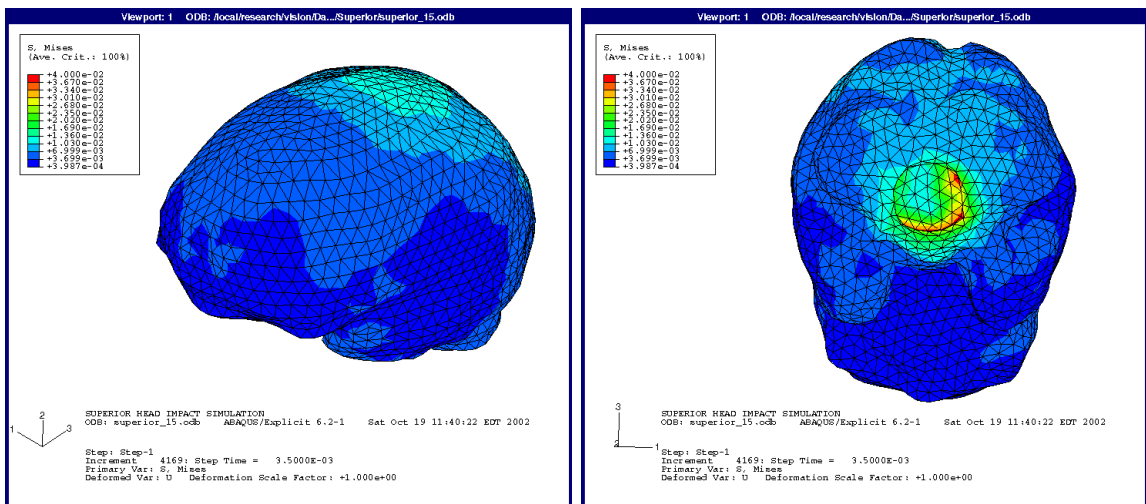 Viewport: 1 ODB: /local/research/vision/Da.../Superior/superior_15.odb
S, Mises
(Ave. Crit.: 100%)
+4.000e-02
+3.670e-02
+3.340e-02
+3.010e-02
+2.680e-02
+2.350e-02
+2.020e-02
+1.690e-02
+1.360e-02
+1.030e-02
+6.999e-03
+3.699e-03
+3.987e-04
2
1
3
SUPERIOR HEAD IMPACT SIMULATION
ODB: superior_15.odb ABAQUS/Explicit 6.2-1 Sat Oct 19 11:40:22 EDT 2002
Step: Step-1
Increment 4169: Step Time = 3.5000E-03
Primary Var: S, Mises
Deformed Var: U Deformation Scale Factor: +1.000e+00
Viewport: 1 ODB: /local/research/vision/Da.../Superior/superior_15.odb
S, Mises
(Ave. Crit.: 100%)
+4.000e-02
+3.670e-02
+3.340e-02
+3.010e-02
+2.680e-02
+2.350e-02
+2.020e-02
+1.690e-02
+1.360e-02
+1.030e-02
+6.999e-03
+3.699e-03
+3.987e-04
3
2
1
SUPERIOR HEAD IMPACT SIMULATION
ODB: superior_15.odb ABAQUS/Explicit 6.2-1 Sat Oct 19 11:40:22 EDT 2002
Step: Step-1
Increment 4169: Step Time = 3.5000E-03
Primary Var: S, Mises
Deformed Var: U Deformation Scale Factor: +1.000e+00